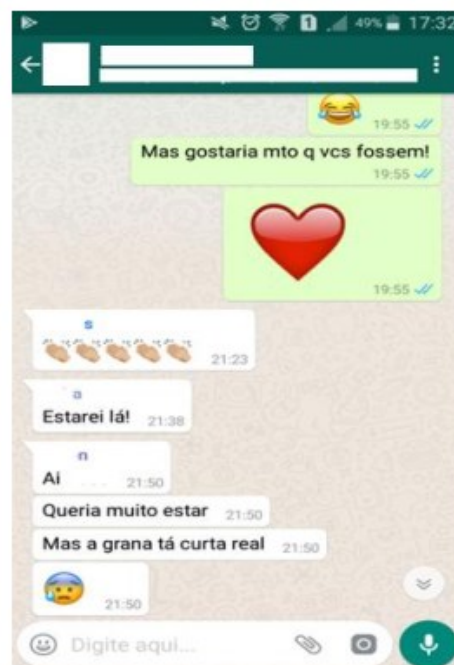 49% 17:32
19:55
Mas gostaria mto q vcs fossem!
19:55
19:55
s
21:23
a
Estarei lá! 21:38
n
Ai 21:50
Queria muito estar 21:50
Mas a grana tá curta real 21:50
21:50
Digite aqui...